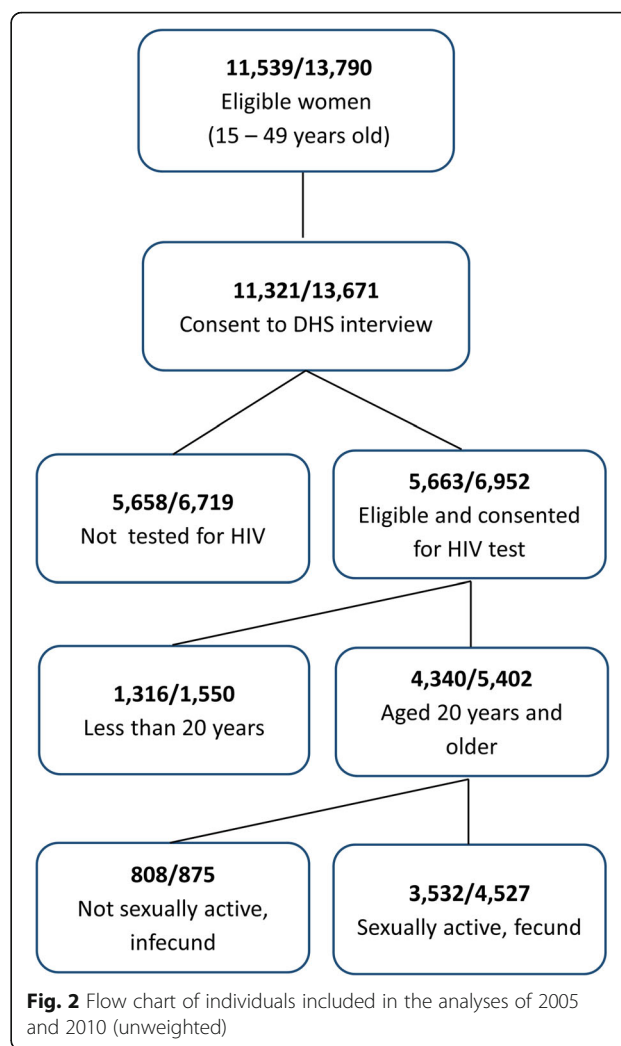 11,539/13,790
Eligible women
(15 – 49 years old)
11,321/13,671
Consent to DHS interview
5,658/6,719
Not tested for HIV
5,663/6,952
Eligible and consented
for HIV test
1,316/1,550
Less than 20 years
4,340/5,402
Aged 20 years and
older
808/875
Not sexually active,
infecund
3,532/4,527
Sexually active, fecund
Fig. 2 Flow chart of individuals included in the analyses of 2005
and 2010 (unweighted)